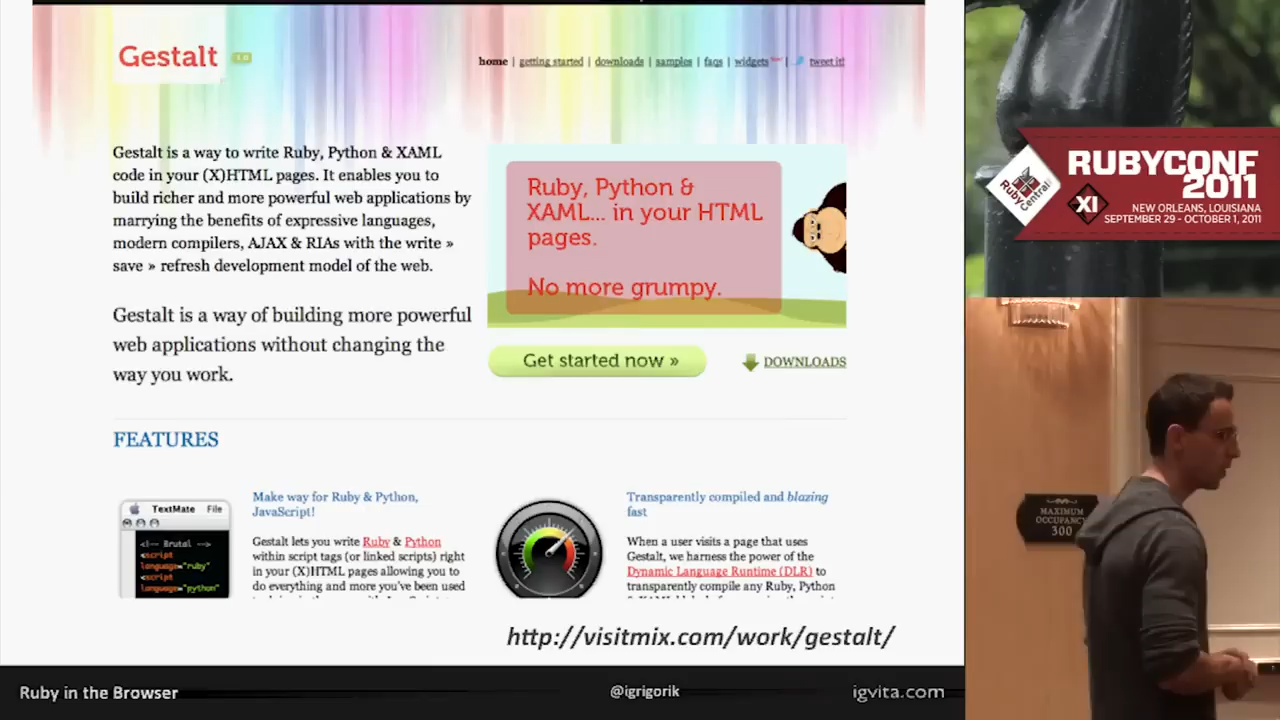 Gestalt
home | getting started | downloads | samples | faqs | widgets | tweet it!
Gestalt is a way to write Ruby, Python & XAML
code in your (X)HTML pages. It enables you to
build richer and more powerful web applications by
marrying the benefits of expressive languages,
modern compilers, AJAX & RIAs with the write »
save » refresh development model of the web.
Gestalt is a way of building more powerful
web applications without changing the
way you work.
Ruby, Python &
XAML... in your HTML
pages.
No more grumpy.
Get started now »
DOWNLOADS
FEATURES
TextMate File
<!-- Brutal -->
<script
language="ruby"
<script
language="python"
Make way for Ruby & Python,
JavaScript!
Gestalt lets you write Ruby & Python
within script tags (or linked scripts) right
in your (X)HTML pages allowing you to
do everything and more you've been used
Transparently compiled and blazing
fast
When a user visits a page that uses
Gestalt, we harness the power of the
Dynamic Language Runtime (DLR) to
transparently compile any Ruby, Python
http://visitmix.com/work/gestalt/
Ruby in the Browser
@igrigorik
igvita.com
RubyCentral
XI
RUBYCONF
2011
NEW ORLEANS, LOUISIANA
SEPTEMBER 29 - OCTOBER 1, 2011
MAXIMUM
OCCUPANCY
300